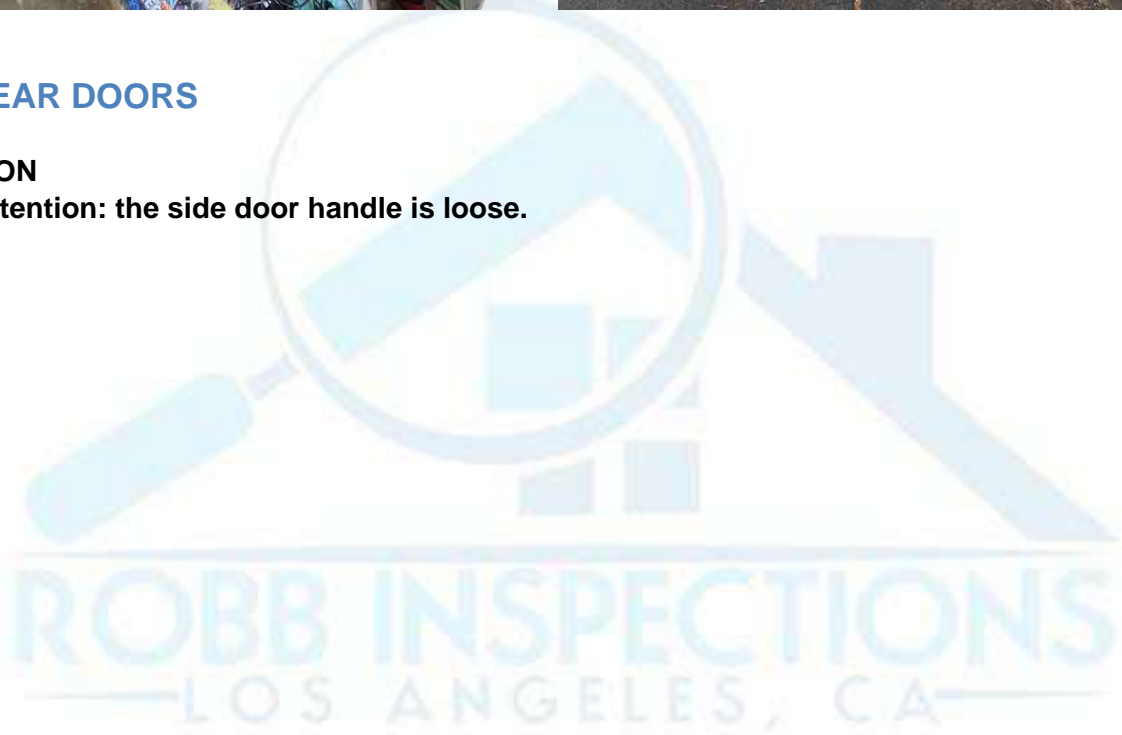 EAR DOORS
ON
tention: the side door handle is loose.
ROBB INSPECTIONS
LOS ANGELES, CA